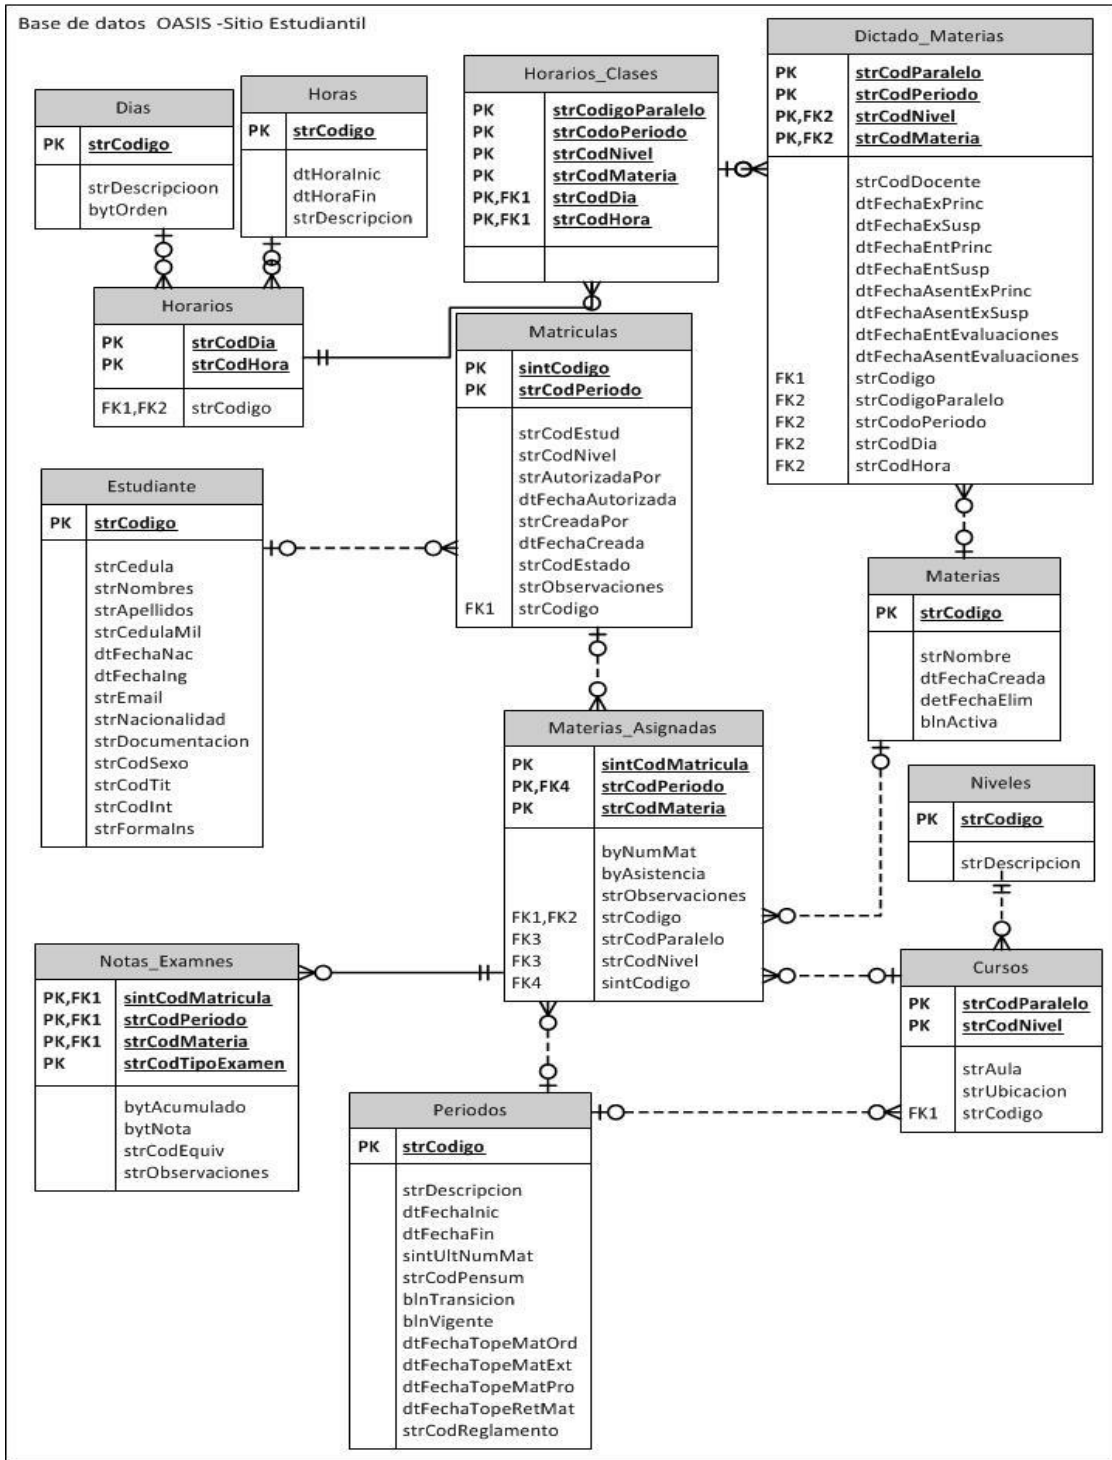 Base de datos OASIS -Sitio Estudiantil
Dias
PK strCodigo
strDescripcioon
bytOrden
Horas
PK strCodigo
dtHoraInic
dtHoraFin
strDescripcion
Horarios_Clases
PK strCodigoParalelo
PK strCodoPeriodo
PK strCodNivel
PK strCodMateria
PK,FK1 strCodDia
PK,FK1 strCodHora
Dictado_Materias
PK strCodParalelo
PK strCodPeriodo
PK,FK2 strCodNivel
PK,FK2 strCodMateria
strCodDocente
dtFechaExPrinc
dtFechaExSusp
dtFechaEntPrinc
dtFechaEntSusp
dtFechaAsentExPrinc
dtFechaAsentExSusp
dtFechaEntEvaluaciones
dtFechaAsentEvaluaciones
FK1 strCodigo
FK2 strCodigoParalelo
FK2 strCodoPeriodo
FK2 strCodDia
FK2 strCodHora
Horarios
PK strCodDia
PK strCodHora
FK1,FK2 strCodigo
Matriculas
PK sintCodigo
PK strCodPeriodo
strCodEstud
strCodNivel
strAutorizadaPor
dtFechaAutorizada
strCreadaPor
dtFechaCreada
strCodEstado
strObservaciones
FK1 strCodigo
Estudiante
PK strCodigo
strCedula
strNombres
strApellidos
strCedulaMil
dtFechaNac
dtFechaIng
strEmail
strNacionalidad
strDocumentacion
strCodSexo
strCodTit
strCodInt
strFormaIns
Materias
PK strCodigo
strNombre
dtFechaCreada
detFechaElim
blnActiva
Materias_Asignadas
PK sintCodMatricula
PK,FK4 strCodPeriodo
PK strCodMateria
byNumMat
byAsistencia
strObservaciones
FK1,FK2 strCodigo
FK3 strCodParalelo
FK3 strCodNivel
FK4 sintCodigo
Niveles
PK strCodigo
strDescripcion
Notas_Examnes
PK,FK1 sintCodMatricula
PK,FK1 strCodPeriodo
PK,FK1 strCodMateria
PK strCodTipoExamen
bytAcumulado
bytNota
strCodEquiv
strObservaciones
Cursos
PK strCodParalelo
PK strCodNivel
strAula
strUbicacion
FK1 strCodigo
Periodos
PK strCodigo
strDescripcion
dtFechaInic
dtFechaFin
sintUltNumMat
strCodPensum
blnTransicion
blnVigente
dtFechaTopeMatOrd
dtFechaTopeMatExt
dtFechaTopeMatPro
dtFechaTopeRetMat
strCodReglamento